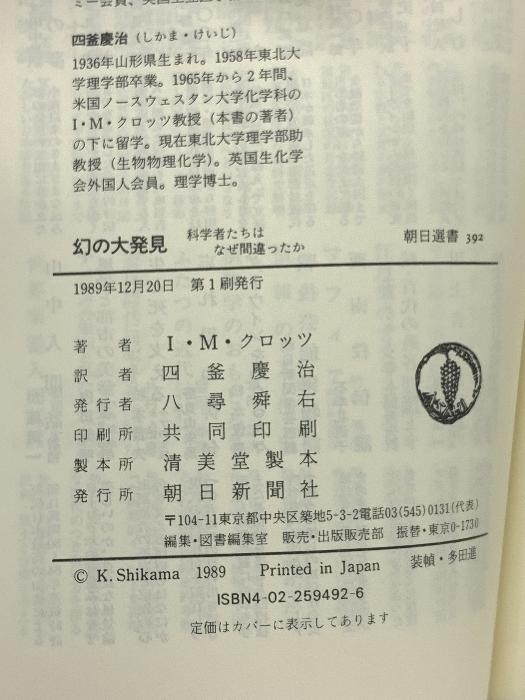 ミー会員、英国生
四釜慶治（しかま・けいじ）
1936年山形県生まれ。1958年東北大
学理学部卒業。1965年から2年間、
米国ノースウェスタン大学化学科の
I・M・クロッツ教授（本書の著者）
の下に留学。現在東北大学理学部助
教授（生物物理化学）。英国生化学
会外国人会員。理学博士。
幻の大発見 科学者たちは
なぜ間違ったか
朝日選書 392
1989年12月20日 第1刷発行
著者 I・M・クロッツ
訳者 四釜慶治
発行者 八尋舜右
印刷所 共同印刷
製本所 清美堂製本
発行所 朝日新聞社
〒104-11東京都中央区築地5-3-2電話03(545)0131(代表)
編集・図書編集室 販売・出版販売部 振替・東京0-1730
© K. Shikama 1989 Printed in Japan 装幀・多田進
ISBN4-02-259492-6
定価はカバーに表示してあります